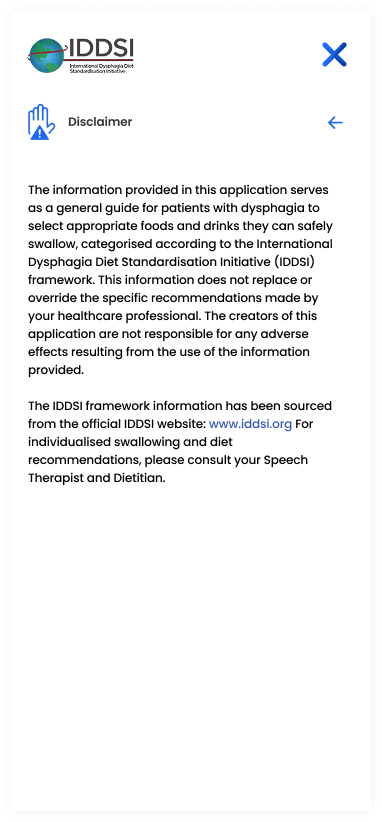 IDDSI
International Dysphagia Diet
Standardisation Initiative
Disclaimer
The information provided in this application serves
as a general guide for patients with dysphagia to
select appropriate foods and drinks they can safely
swallow, categorised according to the International
Dysphagia Diet Standardisation Initiative (IDDSI)
framework. This information does not replace or
override the specific recommendations made by
your healthcare professional. The creators of this
application are not responsible for any adverse
effects resulting from the use of the information
provided.
The IDDSI framework information has been sourced
from the official IDDSI website: www.iddsi.org For
individualised swallowing and diet
recommendations, please consult your Speech
Therapist and Dietitian.